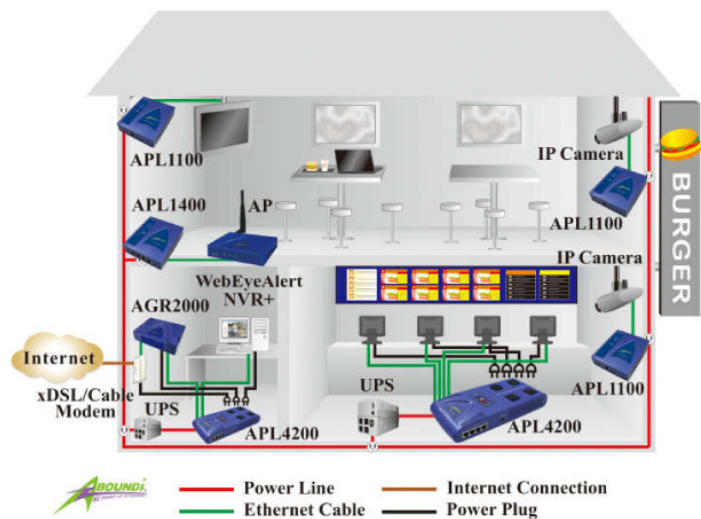 APL1100
IP Camera
APL1100
BURGER
APL1400
AP
WebEyeAlert
NVR+
IP Camera
AGR2000
Internet
xDSL/Cable
Modem
UPS
APL4200
UPS
APL4200
APL1100
ABOUNDI
Power Line
Internet Connection
Ethernet Cable
Power Plug